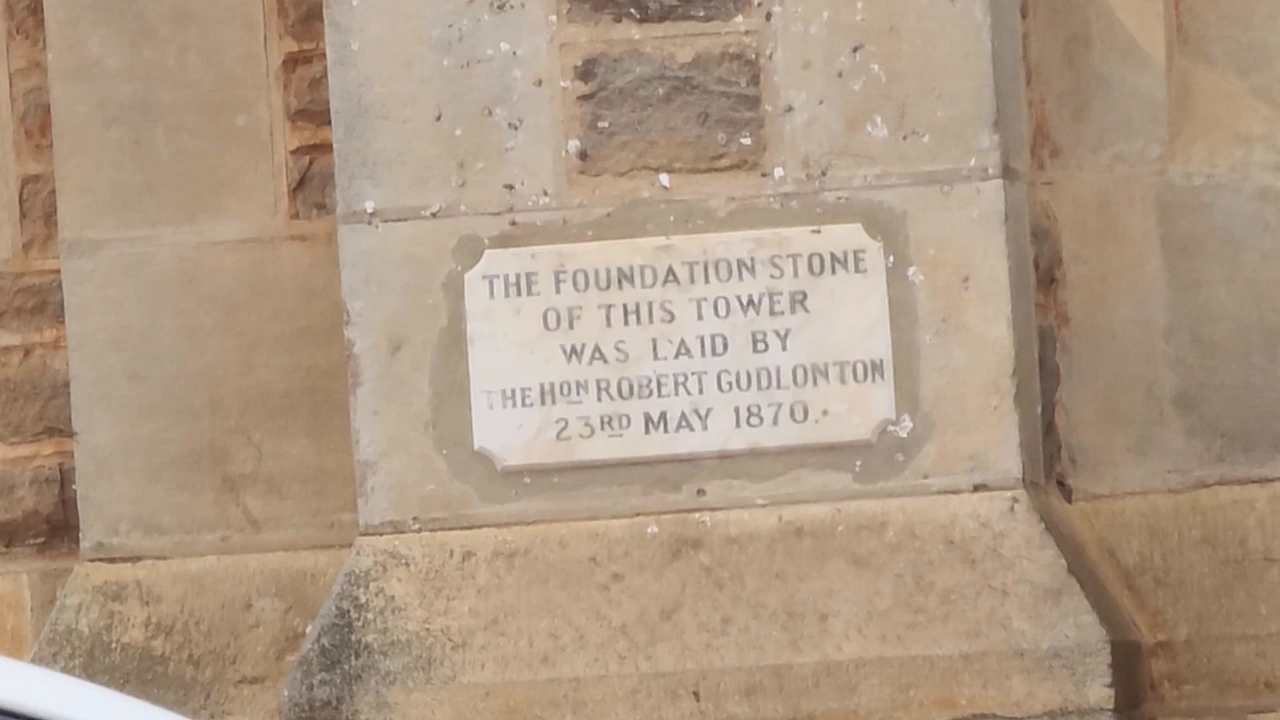 THE FOUNDATION STONE
OF THIS TOWER
WAS LAID BY
THE HON ROBERT GUDLONTON
23RD MAY 1870.